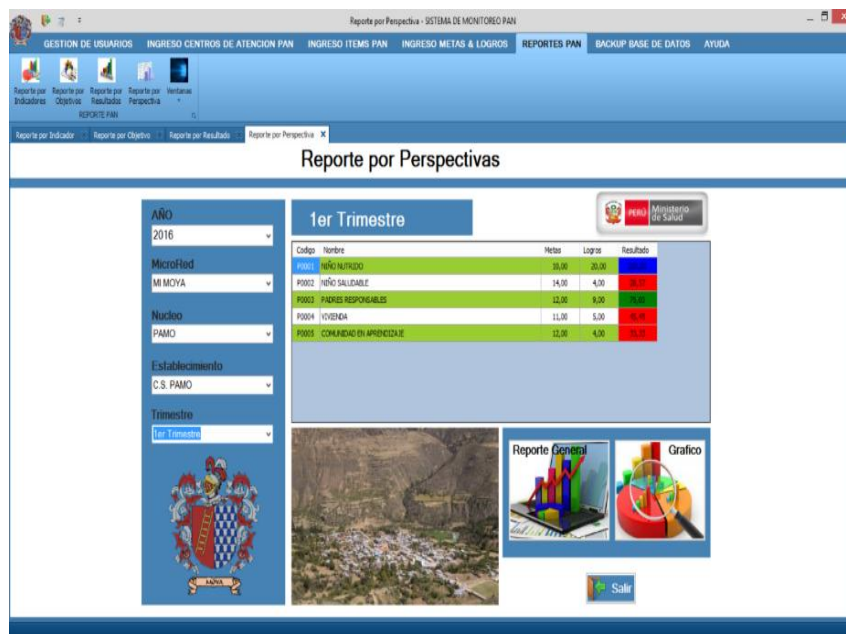 Reporte por Perspectiva - SISTEMA DE MONITOREO PAN
GESTION DE USUARIOS INGRESO CENTROS DE ATENCION PAN INGRESO ITEMS PAN INGRESO METAS & LOGROS REPORTES PAN BACKUP BASE DE DATOS AYUDA
Reporte por Indicadores Reporte por Objetivos Reporte por Resultados Reporte por Perspectiva Ventanas
REPORTE PAN
Reporte por Indicador Reporte por Objetivo Reporte por Resultado Reporte por Perspectiva X
Reporte por Perspectivas
AÑO
2016
MicroRed
MI MOYA
Nucleo
PAMO
Establecimiento
C.S. PAMO
Trimestre
1er Trimestre
MOYA
1er Trimestre
PERÚ Ministerio de Salud
Codigo Nombre Metas Logros Resultado
P0001 NIÑO NUTRIDO 18,00 20,00
P0002 NIÑO SALUDABLE 14,00 4,00
P0003 PADRES RESPONSABLES 12,00 9,00
P0004 VIVIENDA 11,00 5,00
P0005 COMUNIDAD EN APRENDIZAJE 12,00 4,00
Reporte General
Grafico
Salir